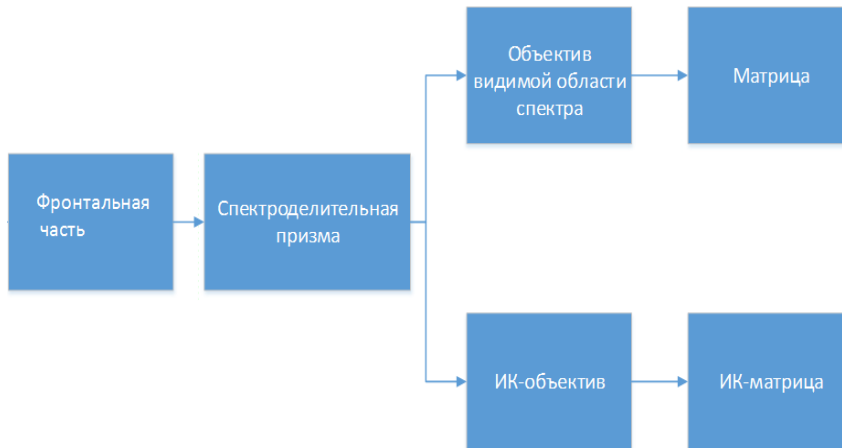 Объектив
видимой области
спектра
Матрица
Фронтальная
часть
Спектроделительная
призма
ИК-объектив
ИК-матрица